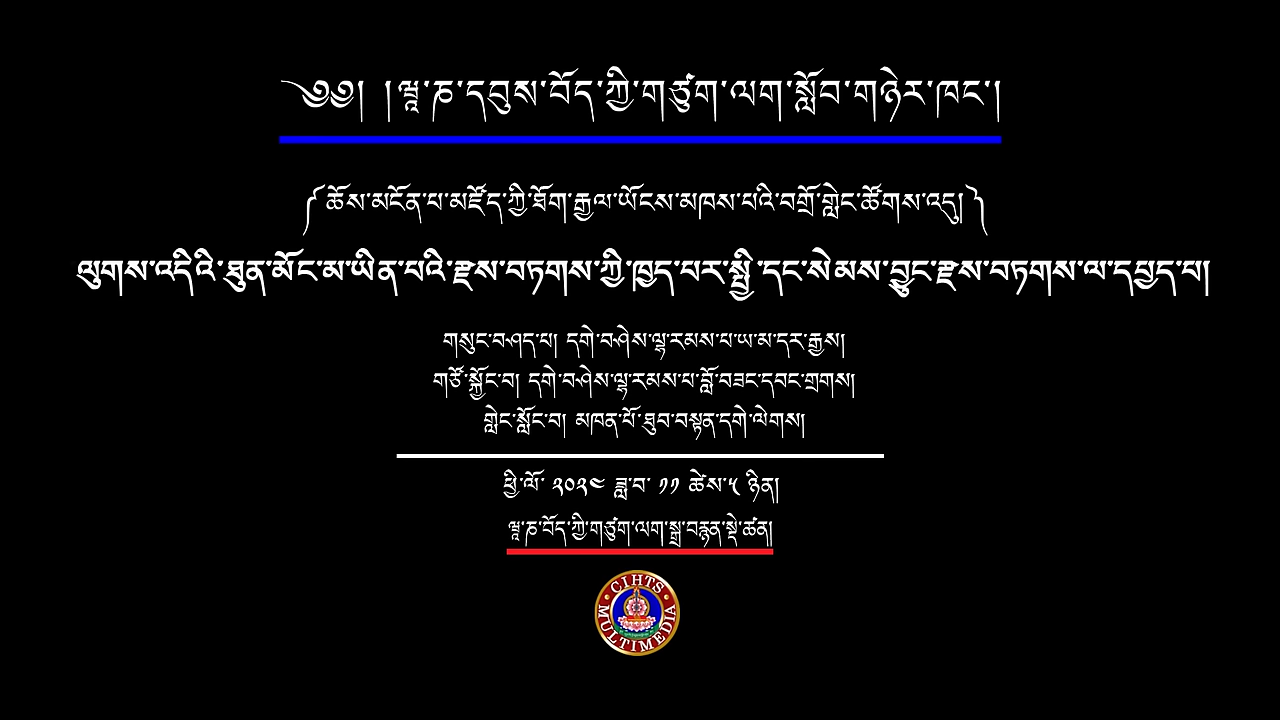 ༄༅། །ཝཱ་ཎ་དབུས་བོད་ཀྱི་གཙུག་ལག་སློབ་གཉེར་ཁང་།
༼ ཆོས་མངོན་པ་མཛོད་ཀྱི་ཐོག་རྒྱལ་ཡོངས་མཁས་པའི་བགྲོ་གླེང་ཚོགས་འདུ། ༽
ལུགས་འདིའི་ཐུན་མོང་མ་ཡིན་པའི་རྫས་བཏགས་ཀྱི་ཁྱད་པར་སྤྱི་དང་སེམས་བྱུང་རྫས་བཏགས་ལ་དཔྱད་པ།
གསུང་བཤད་པ། དགེ་བཤེས་ལྷ་རམས་པ་ཡ་མ་དར་རྒྱས།
གཙོ་སྐྱོང་བ། དགེ་བཤེས་ལྷ་རམས་པ་བློ་བཟང་དབང་གྲགས།
གླེང་སློང་བ། མཁན་པོ་ཐུབ་བསྟན་དགེ་ལེགས།
ཕྱི་ལོ་ ༢༠༢༤ ཟླ་བ་ ༡༡ ཚེས་༥ ཉིན།
ཝཱ་ཎ་བོད་ཀྱི་གཙུག་ལག་སྒྲ་བརྙན་སྡེ་ཚན།
CIHTS
MULTIMEDIA